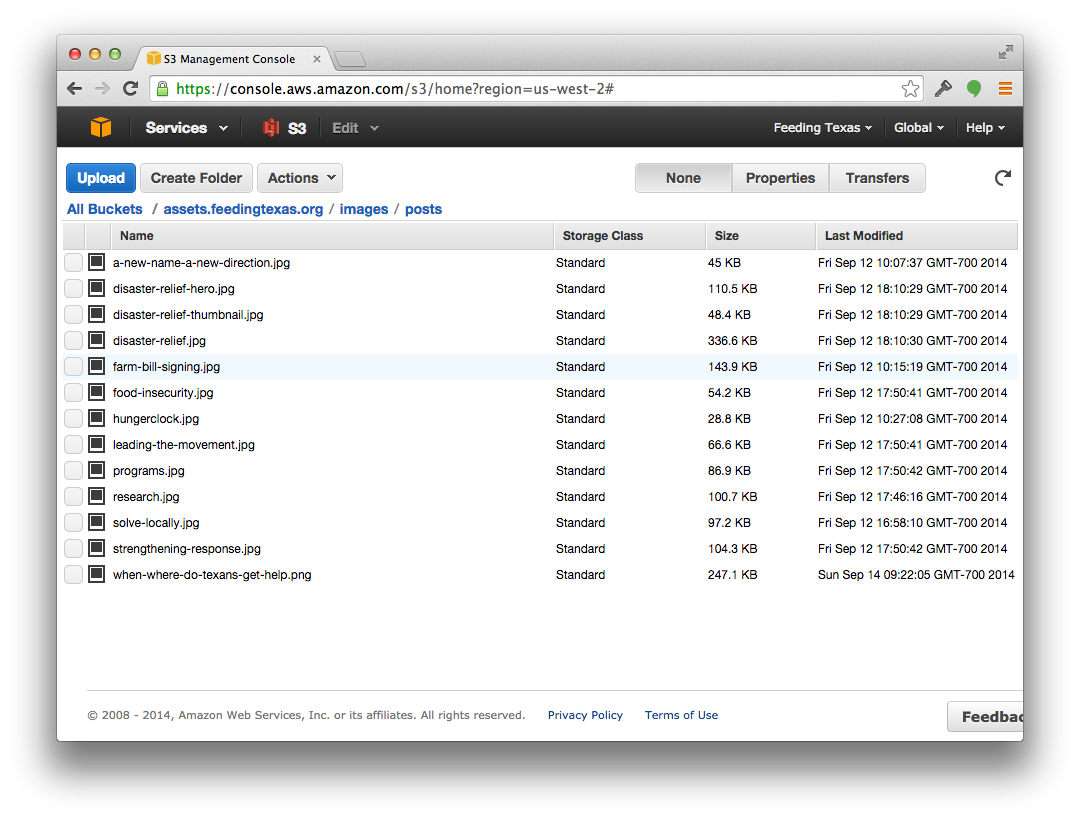 S3 Management Console
https://console.aws.amazon.com/s3/home?region=us-west-2#
Services S3 Edit Feeding Texas Global Help
Upload Create Folder Actions None Properties Transfers
All Buckets / assets.feedingtexas.org / images / posts
Name Storage Class Size Last Modified
a-new-name-a-new-direction.jpg Standard 45 KB Fri Sep 12 10:07:37 GMT-700 2014
disaster-relief-hero.jpg Standard 110.5 KB Fri Sep 12 18:10:29 GMT-700 2014
disaster-relief-thumbnail.jpg Standard 48.4 KB Fri Sep 12 18:10:29 GMT-700 2014
disaster-relief.jpg Standard 336.6 KB Fri Sep 12 18:10:30 GMT-700 2014
farm-bill-signing.jpg Standard 143.9 KB Fri Sep 12 10:15:19 GMT-700 2014
food-insecurity.jpg Standard 54.2 KB Fri Sep 12 17:50:41 GMT-700 2014
hungerclock.jpg Standard 28.8 KB Fri Sep 12 10:27:08 GMT-700 2014
leading-the-movement.jpg Standard 66.6 KB Fri Sep 12 17:50:41 GMT-700 2014
programs.jpg Standard 86.9 KB Fri Sep 12 17:50:42 GMT-700 2014
research.jpg Standard 100.7 KB Fri Sep 12 17:46:16 GMT-700 2014
solve-locally.jpg Standard 97.2 KB Fri Sep 12 16:58:10 GMT-700 2014
strengthening-response.jpg Standard 104.3 KB Fri Sep 12 17:50:42 GMT-700 2014
when-where-do-texans-get-help.png Standard 247.1 KB Sun Sep 14 09:22:05 GMT-700 2014
© 2008 - 2014, Amazon Web Services, Inc. or its affiliates. All rights reserved. Privacy Policy Terms of Use Feedbac